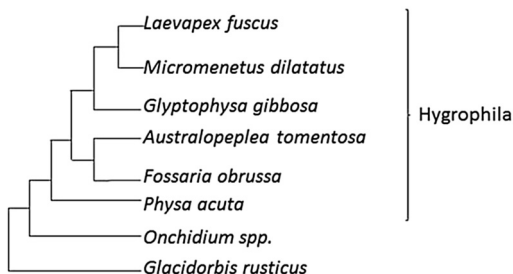 Laevapex fuscus
Micromenetus dilatatus
Glyptophysa gibbosa
Australopeplea tomentosa
Hygrophila
Fossaria obrussa
Physa acuta
Onchidium spp.
Glacidorbis rusticus